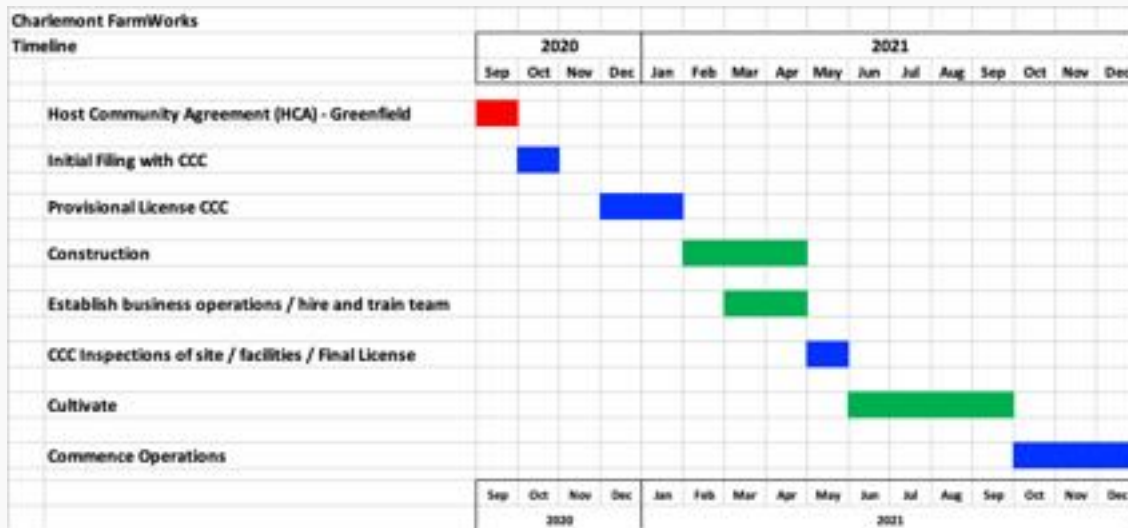 Charlemont FarmWorks
Timeline
2020 2021
Sep Oct Nov Dec Jan Feb Mar Apr May Jun Jul Aug Sep Oct Nov Dec
Host Community Agreement (HCA) - Greenfield
Initial Filing with CCC
Provisional License CCC
Construction
Establish business operations / hire and train team
CCC Inspections of site / facilities / Final License
Cultivate
Commence Operations
Sep Oct Nov Dec Jan Feb Mar Apr May Jun Jul Aug Sep Oct Nov Dec
2020 2021